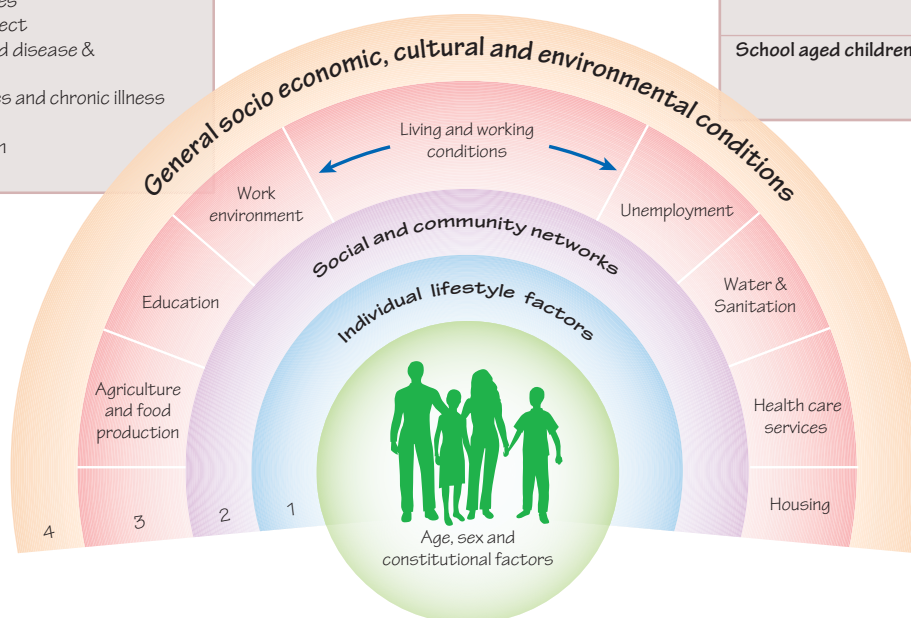 ect
d disease &
s and chronic illness
School aged children
General socio economic, cultural and environmental conditions
Living and working
conditions
Work
environment
Unemployment
Social and community networks
Education
Water &
Sanitation
Individual lifestyle factors
Agriculture
and food
production
Health care
services
Housing
4
3
2
1
Age, sex and
constitutional factors